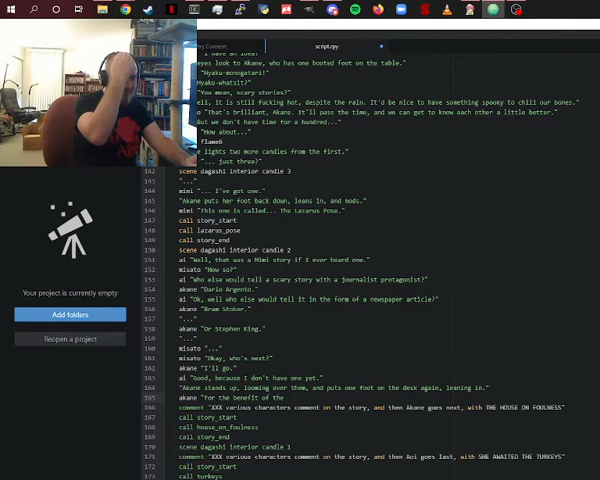 ry Consent script.rpy
eyes look to Akane, who has one booted foot on the table."
"Hyaku-monogatari!"
"Hyaku-whatsit?"
"You mean, scary stories?"
ell, it is still fucking hot, despite the rain. It'd be nice to have something spooky to chill our bones."
o "That's brilliant, Akane. It'll pass the time, and we can get to know each other a little better."
But we don't have time for a hundred..."
"How about..."
flame6
e lights two more candles from the first."
"... just three?"
142 scene dagashi interior candle 3
143 "..."
144 mimi "... I've got one."
145 "Akane puts her foot back down, leans in, and nods."
146 mimi "This one is called... The Lazarus Pose."
147 call story_start
148 call lazarus_pose
149 call story_end
150 scene dagashi interior candle 2
151 ai "Well, that was a Mimi story if I ever heard one."
152 misato "How so?"
153 ai "Who else would tell a scary story with a journalist protagonist?"
154 akane "Dario Argento."
155 ai "Ok, well who else would tell it in the form of a newspaper article?"
156 akane "Bram Stoker."
157 "..."
158 akane "Or Stephen King."
159 "..."
160 misato "..."
161 misato "Okay, who's next?"
162 akane "I'll go."
163 ai "Good, because I don't have one yet."
164 "Akane stands up, looming over them, and puts one foot on the desk again, leaning in."
165 akane "For the benefit of the
166 comment "XXX various characters comment on the story, and then Akane goes next, with THE HOUSE ON FOULNESS"
167 call story_start
168 call house_on_foulness
169 call story_end
170 scene dagashi interior candle 1
171 comment "XXX various characters comment on the story, and then Aoi goes last, with SHE AWAITED THE TURKEYS"
172 call story_start
173 call turkeys
Your project is currently empty
Add folders
Reopen a project